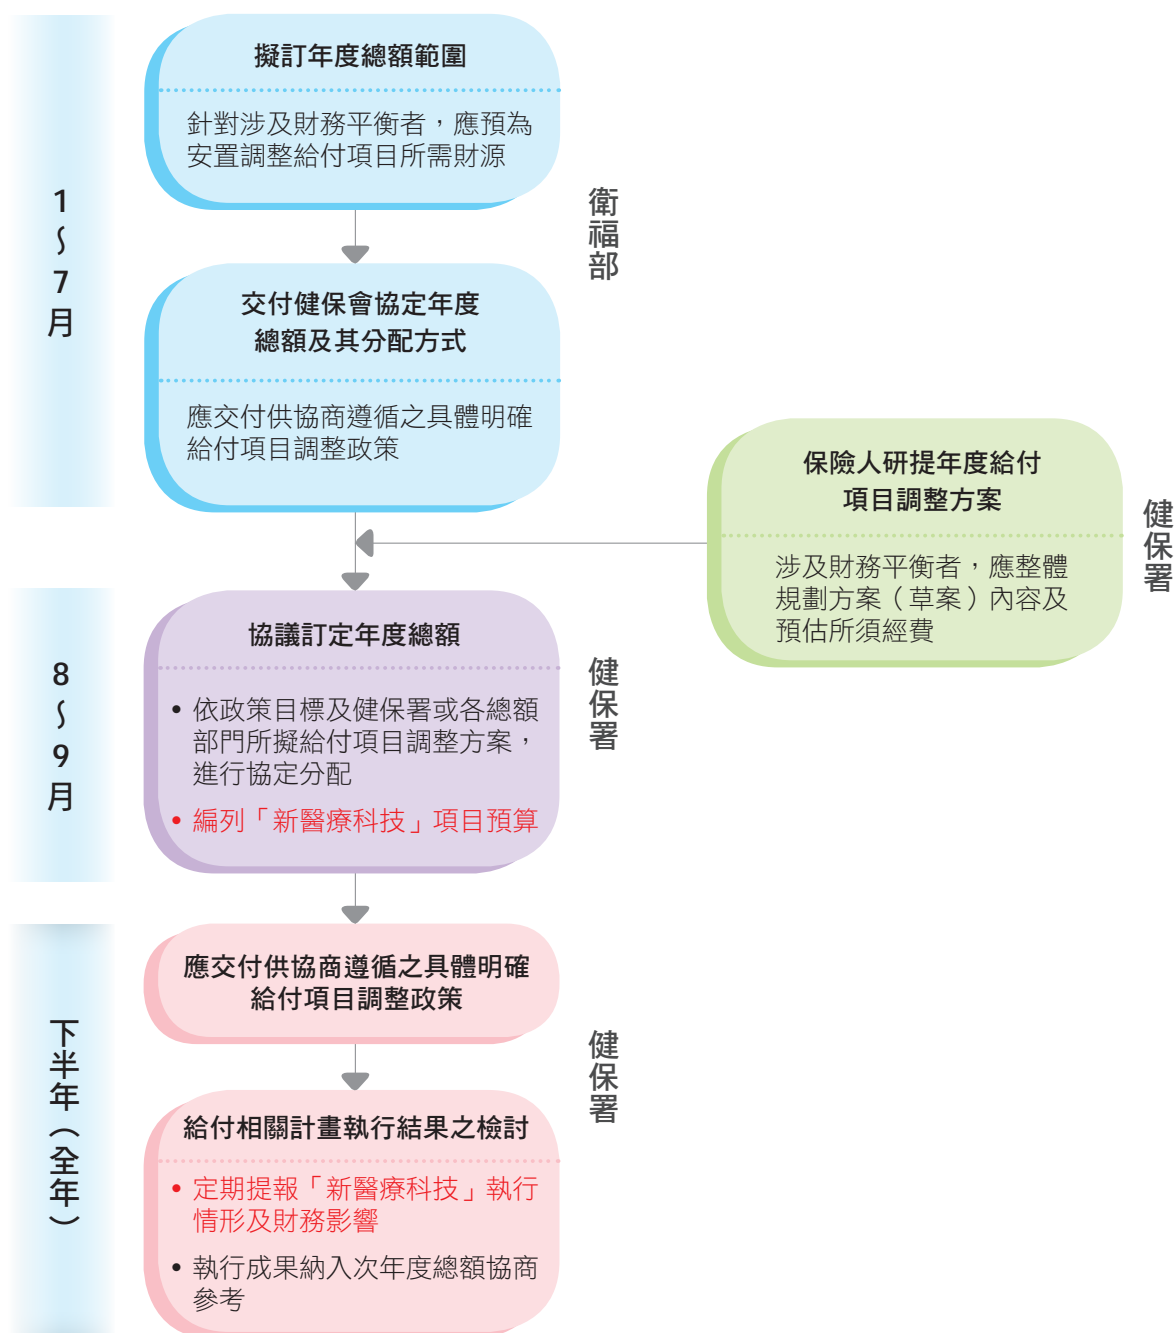 1～7月
擬訂年度總額範圍
針對涉及財務平衡者，應預為
安置調整給付項目所需財源
衛福部
交付健保會協定年度
總額及其分配方式
應交付供協商遵循之具體明確
給付項目調整政策
保險人研提年度給付
項目調整方案
涉及財務平衡者，應整體
規劃方案（草案）內容及
預估所須經費
健保署
8～9月
協議訂定年度總額
• 依政策目標及健保署或各總額
部門所擬給付項目調整方案，
進行協定分配
• 編列「新醫療科技」項目預算
健保署
下半年（全年）
應交付供協商遵循之具體明確
給付項目調整政策
健保署
給付相關計畫執行結果之檢討
• 定期提報「新醫療科技」執行
情形及財務影響
• 執行成果納入次年度總額協商
參考